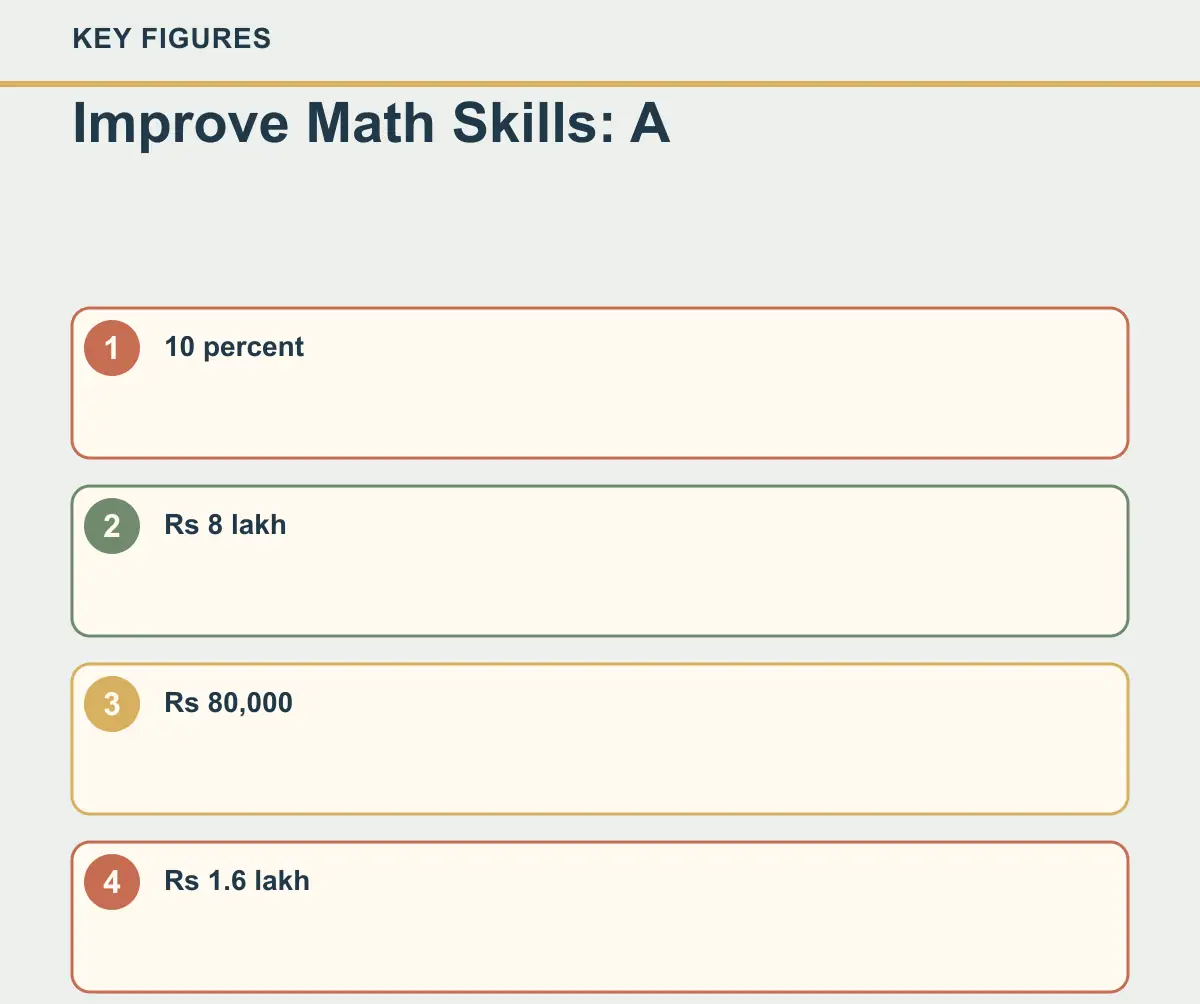 KEY FIGURES
Improve Math Skills: A
1
10 percent
2
Rs 8 lakh
3
Rs 80,000
4
Rs 1.6 lakh